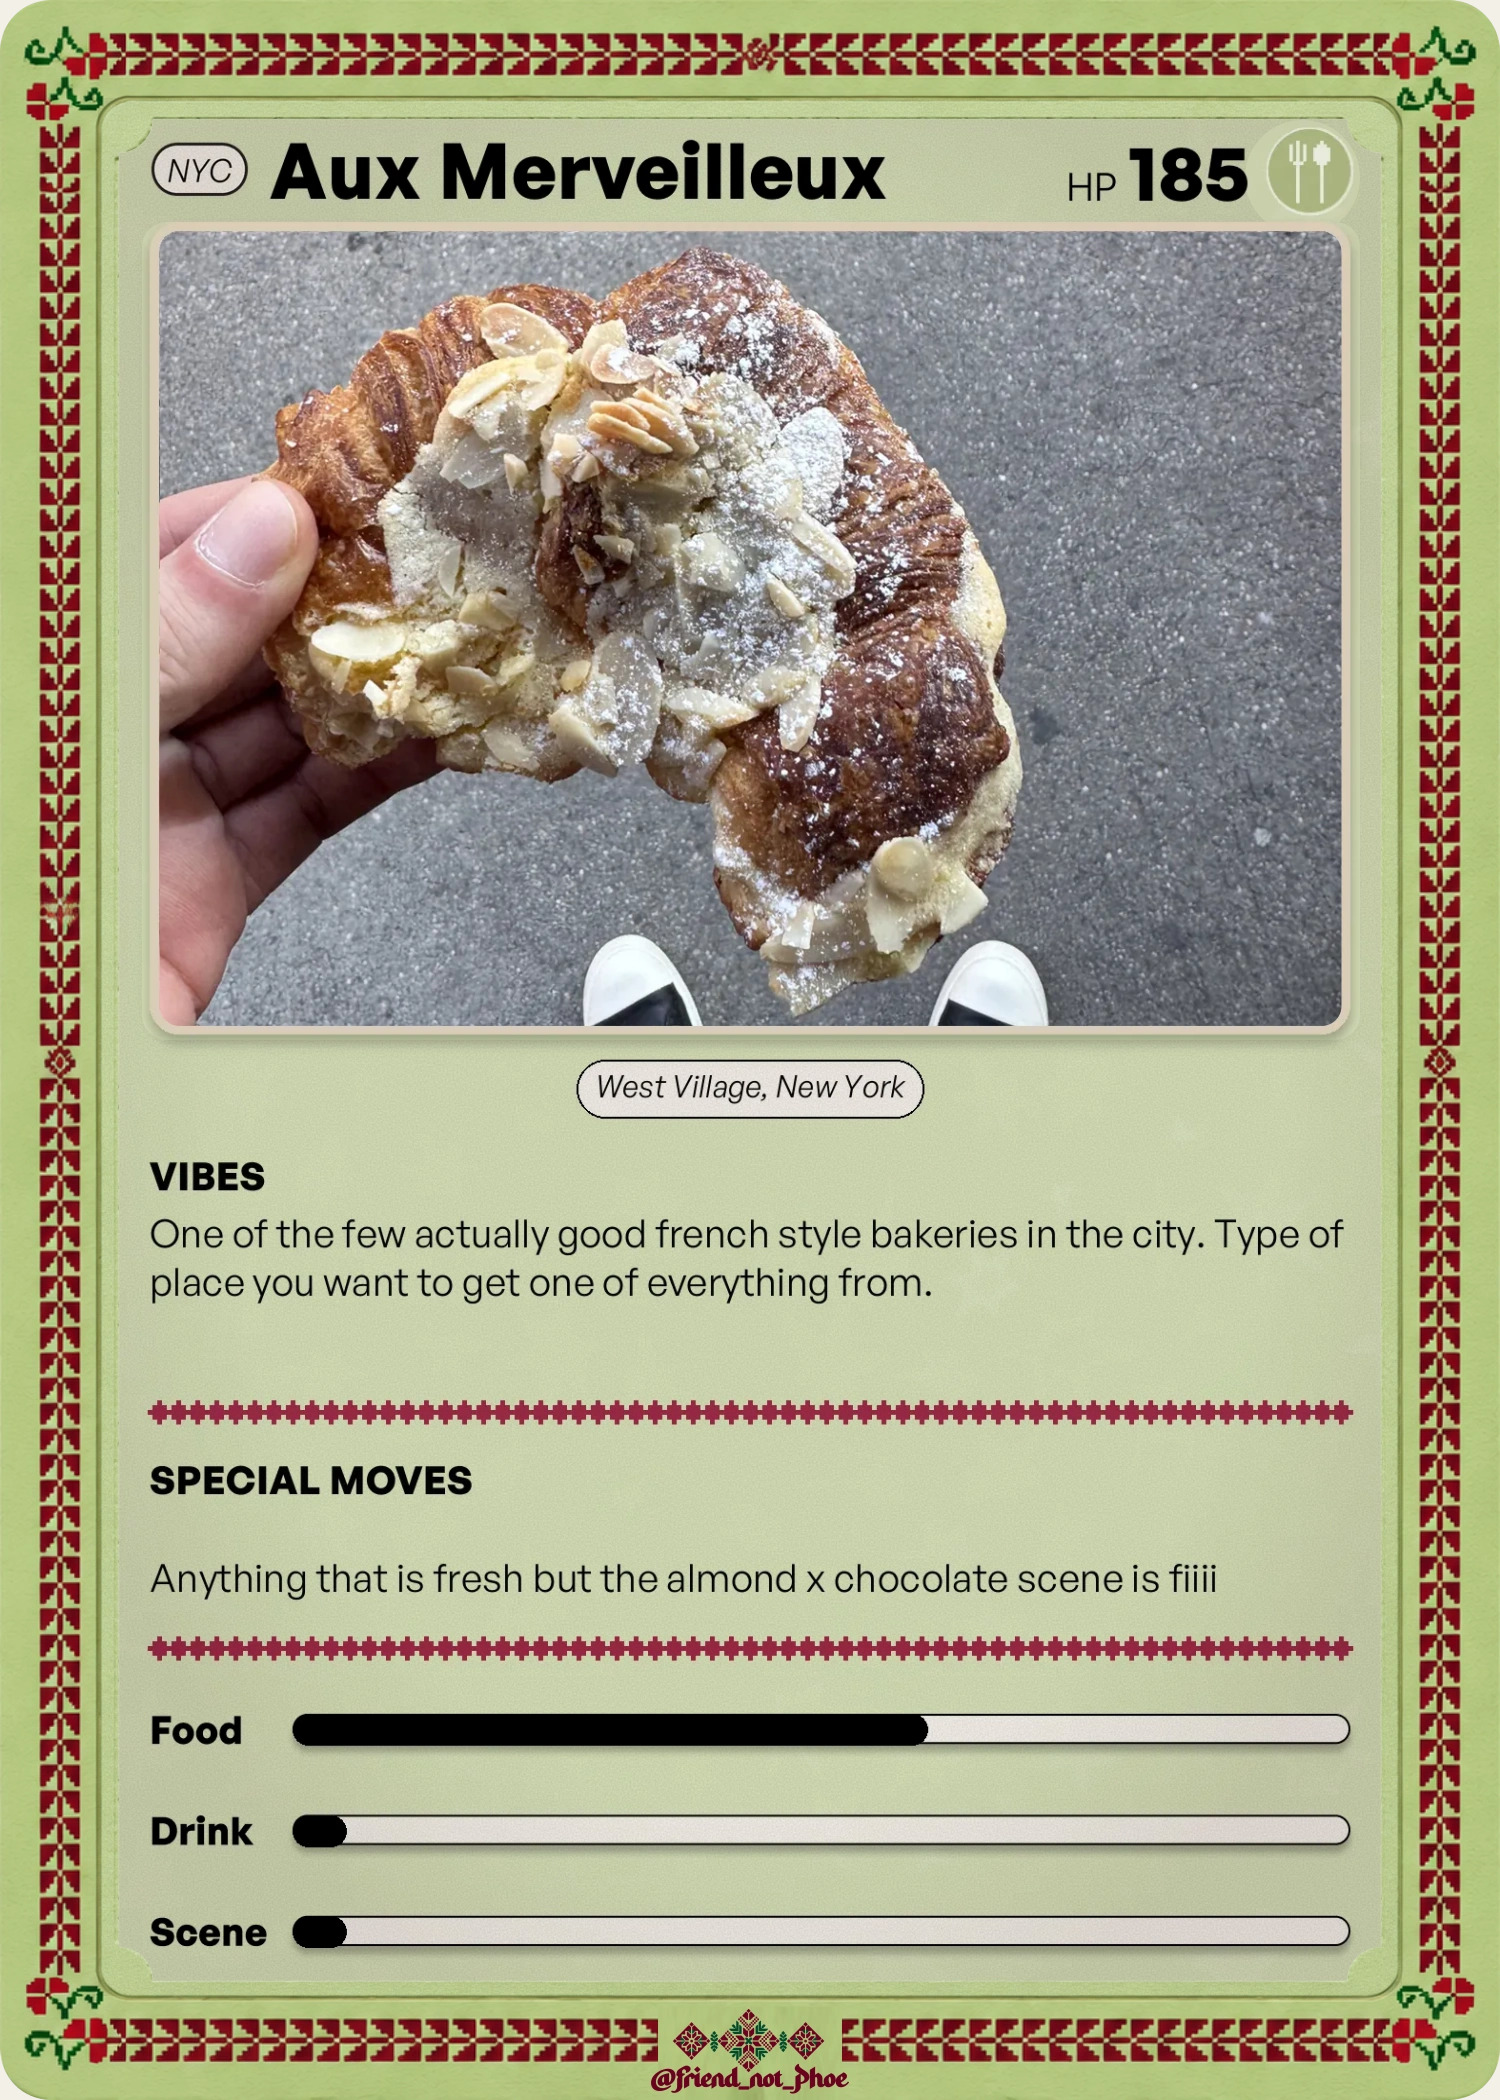 NYC Aux Merveilleux HP 185
West Village, New York
VIBES
One of the few actually good french style bakeries in the city. Type of
place you want to get one of everything from.
SPECIAL MOVES
Anything that is fresh but the almond x chocolate scene is fiiii
Food
Drink
Scene
@friend_not_Phoe